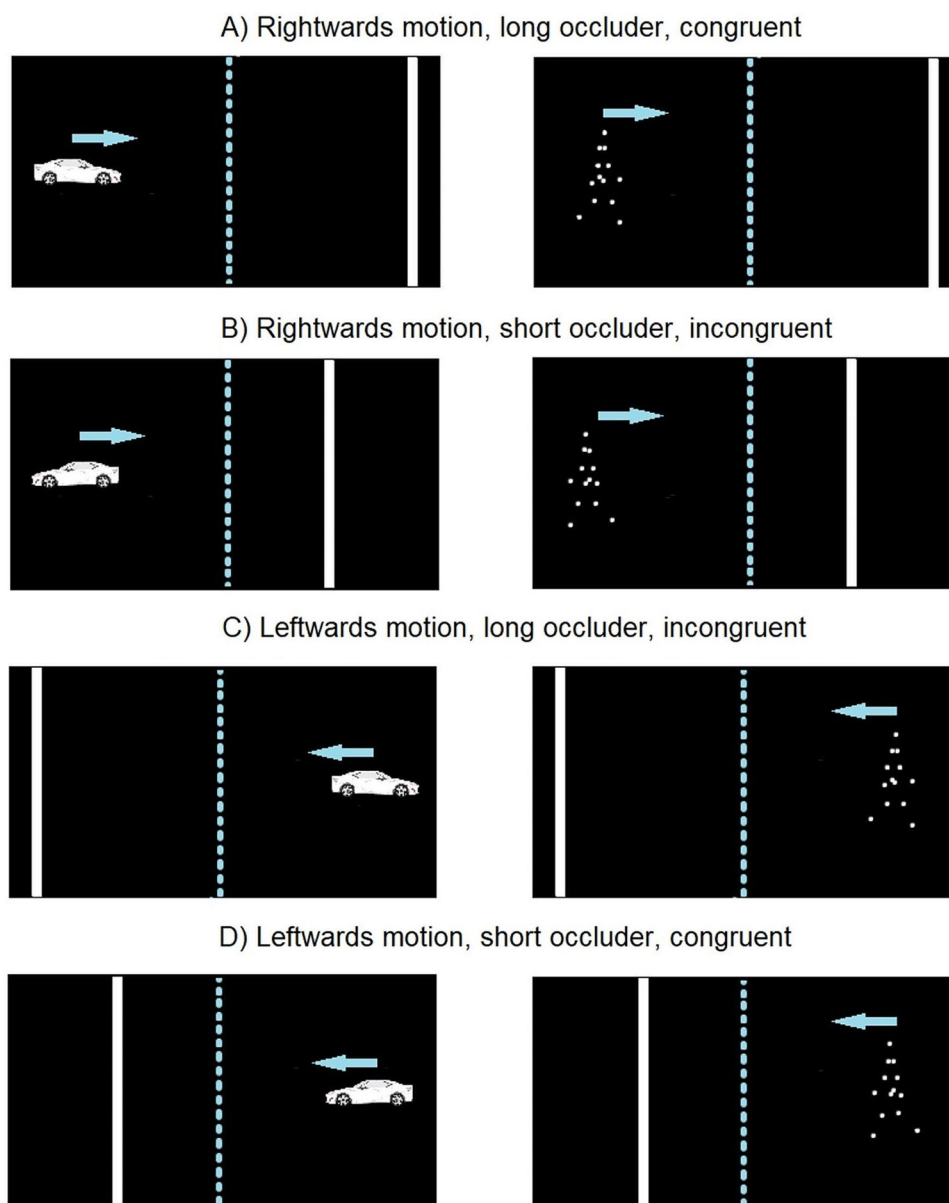 A) Rightwards motion, long occluder, congruent
B) Rightwards motion, short occluder, incongruent
C) Leftwards motion, long occluder, incongruent
D) Leftwards motion, short occluder, congruent